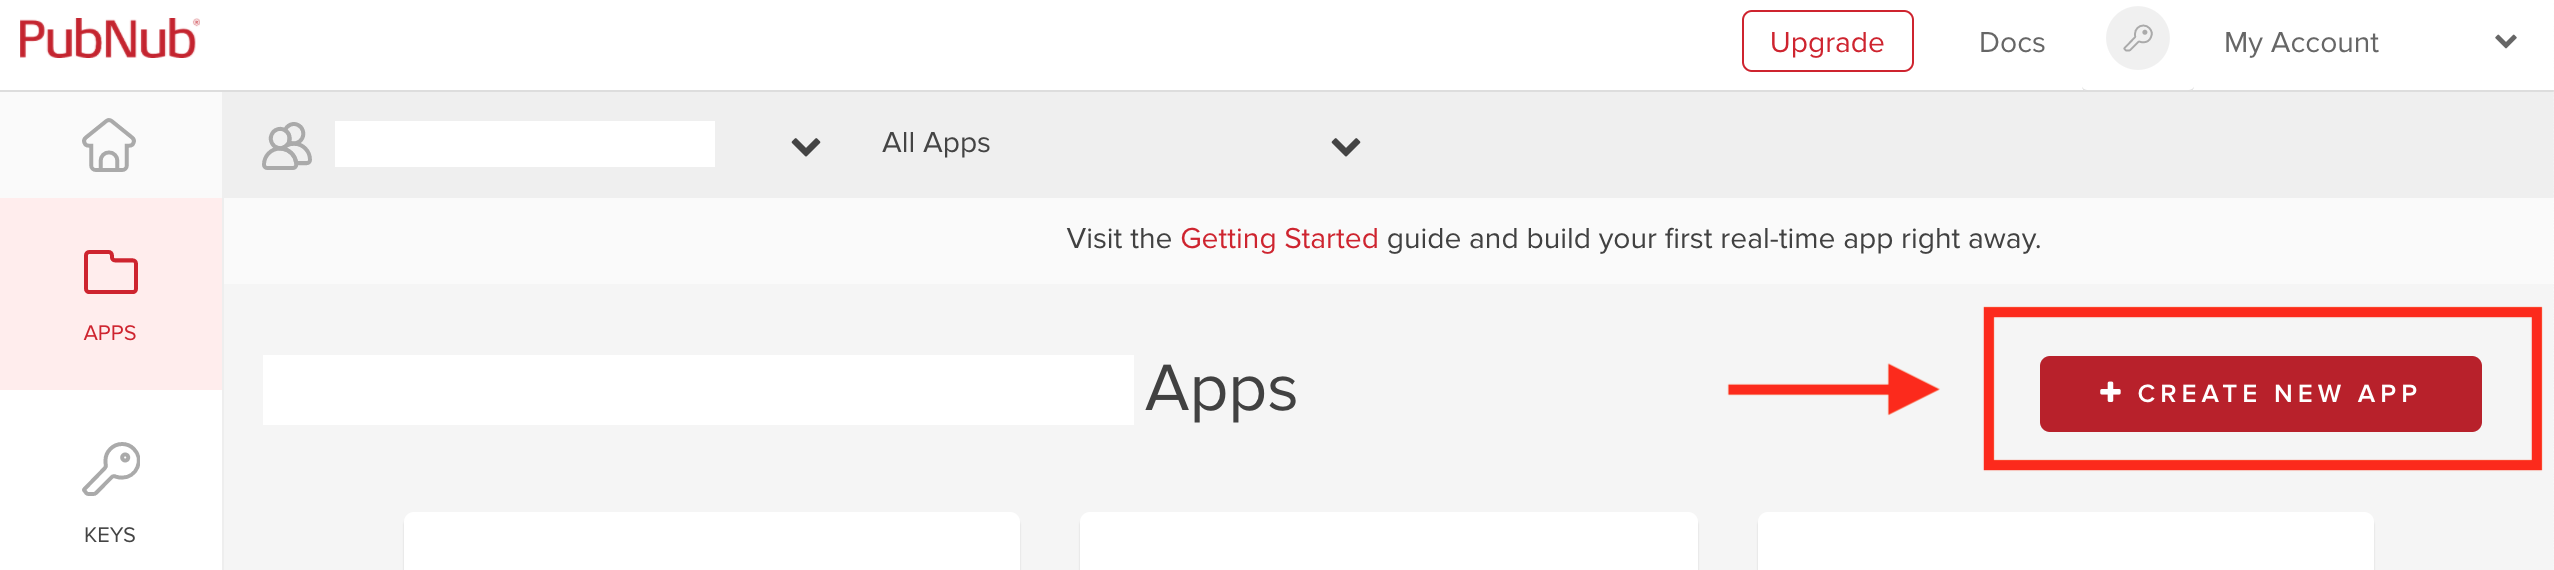 PubNub®
Upgrade
Docs
My Account
All Apps
Visit the Getting Started guide and build your first real-time app right away.
APPS
Apps
+ CREATE NEW APP
KEYS